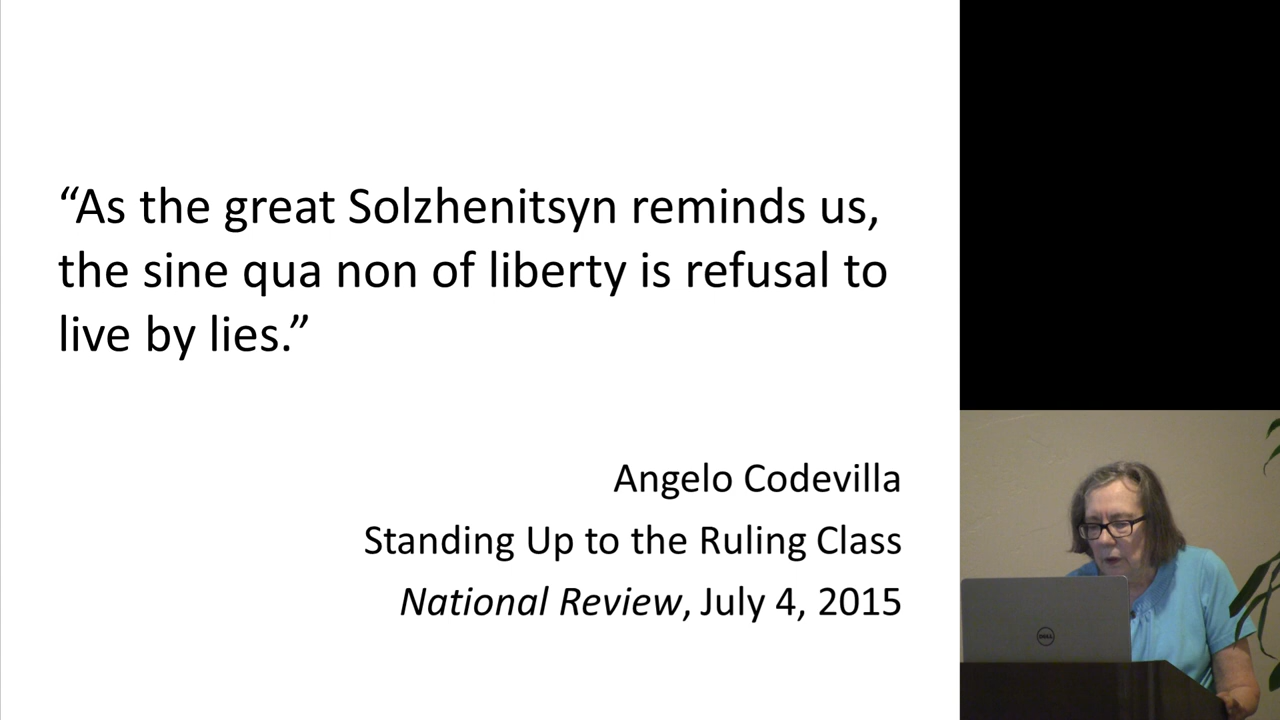 “As the great Solzhenitsyn reminds us,
the sine qua non of liberty is refusal to
live by lies.”
Angelo Codevilla
Standing Up to the Ruling Class
National Review, July 4, 2015
DELL